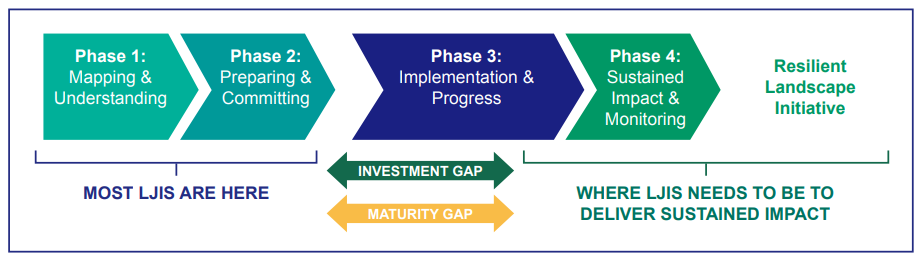 Phase 1:
Mapping &
Understanding
Phase 2:
Preparing &
Committing
Phase 3:
Implementation &
Progress
Phase 4:
Sustained
Impact &
Monitoring
Resilient
Landscape
Initiative
MOST LJIS ARE HERE
INVESTMENT GAP
MATURITY GAP
WHERE LJIS NEEDS TO BE TO
DELIVER SUSTAINED IMPACT